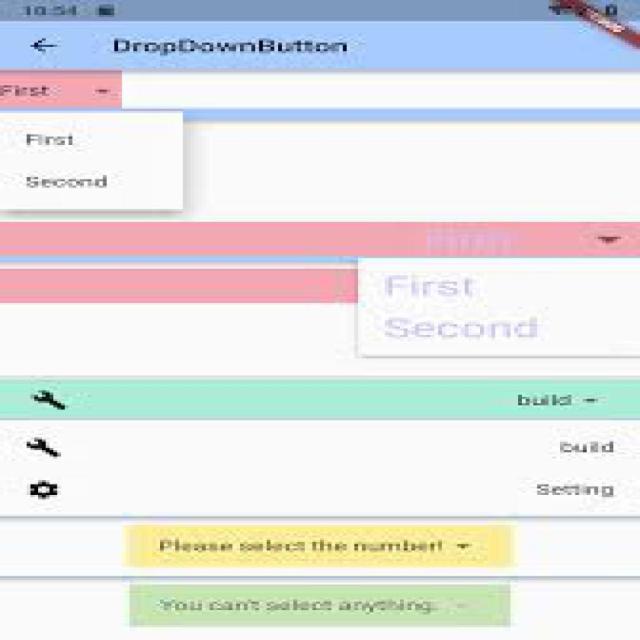 10:54
DropDownButton
First
First
Second
First
Second
build
build
Setting
Please select the number!
You can't select anything.